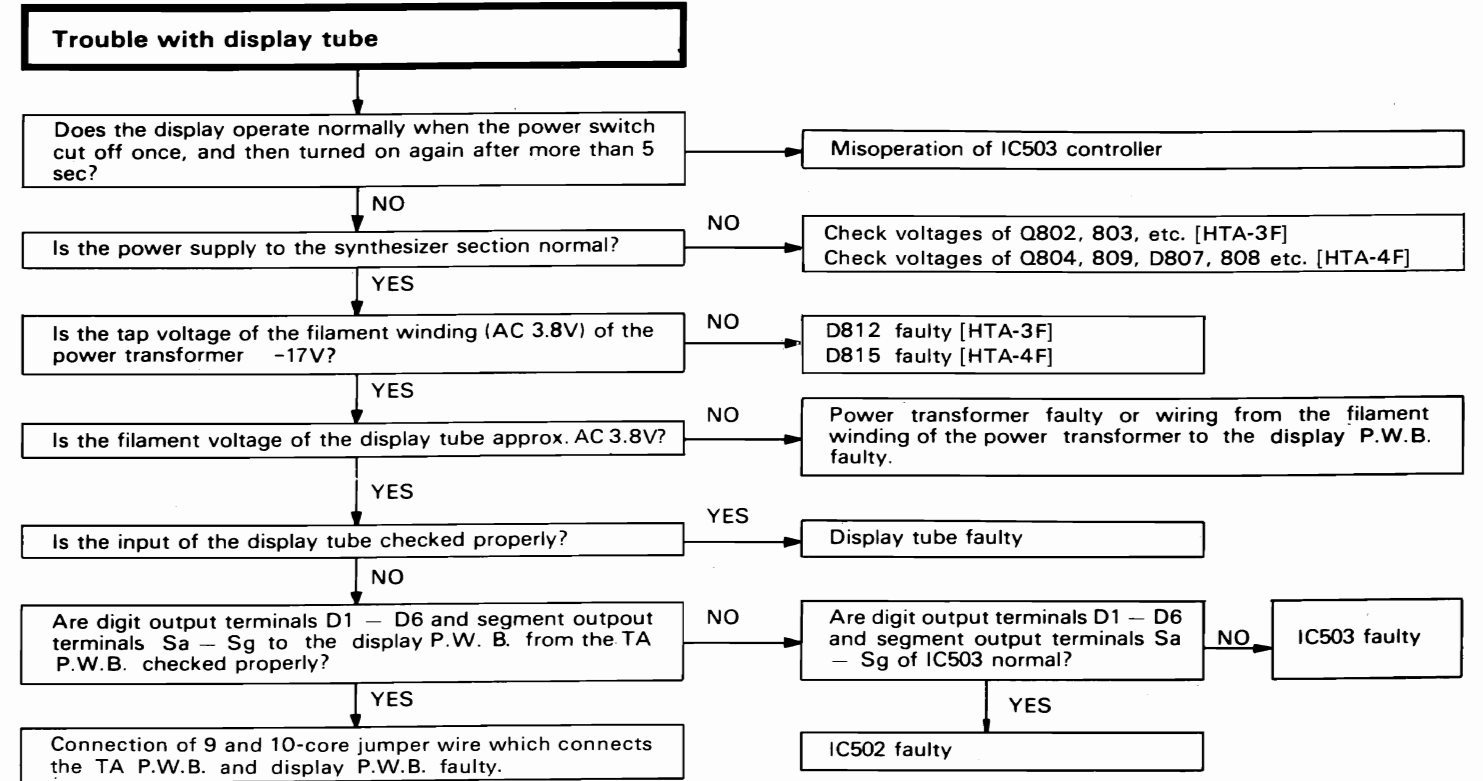 Trouble with display tube
Does the display operate normally when the power switch
cut off once, and then turned on again after more than 5
sec?
Misoperation of IC503 controller
NO
Is the power supply to the synthesizer section normal?
NO
Check voltages of Q802, 803, etc. [HTA-3F]
Check voltages of Q804, 809, D807, 808 etc. [HTA-4F]
YES
Is the tap voltage of the filament winding (AC 3.8V) of the
power transformer -17V?
NO
D812 faulty [HTA-3F]
D815 faulty [HTA-4F]
YES
Is the filament voltage of the display tube approx. AC 3.8V?
NO
Power transformer faulty or wiring from the filament
winding of the power transformer to the display P.W.B.
faulty.
YES
Is the input of the display tube checked properly?
YES
Display tube faulty
NO
Are digit output terminals D1 — D6 and segment outpout
terminals Sa — Sg to the display P.W. B. from the TA
P.W.B. checked properly?
NO
Are digit output terminals D1 — D6
and segment output terminals Sa
— Sg of IC503 normal?
NO
IC503 faulty
YES
Connection of 9 and 10-core jumper wire which connects
the TA P.W.B. and display P.W.B. faulty.
YES
IC502 faulty